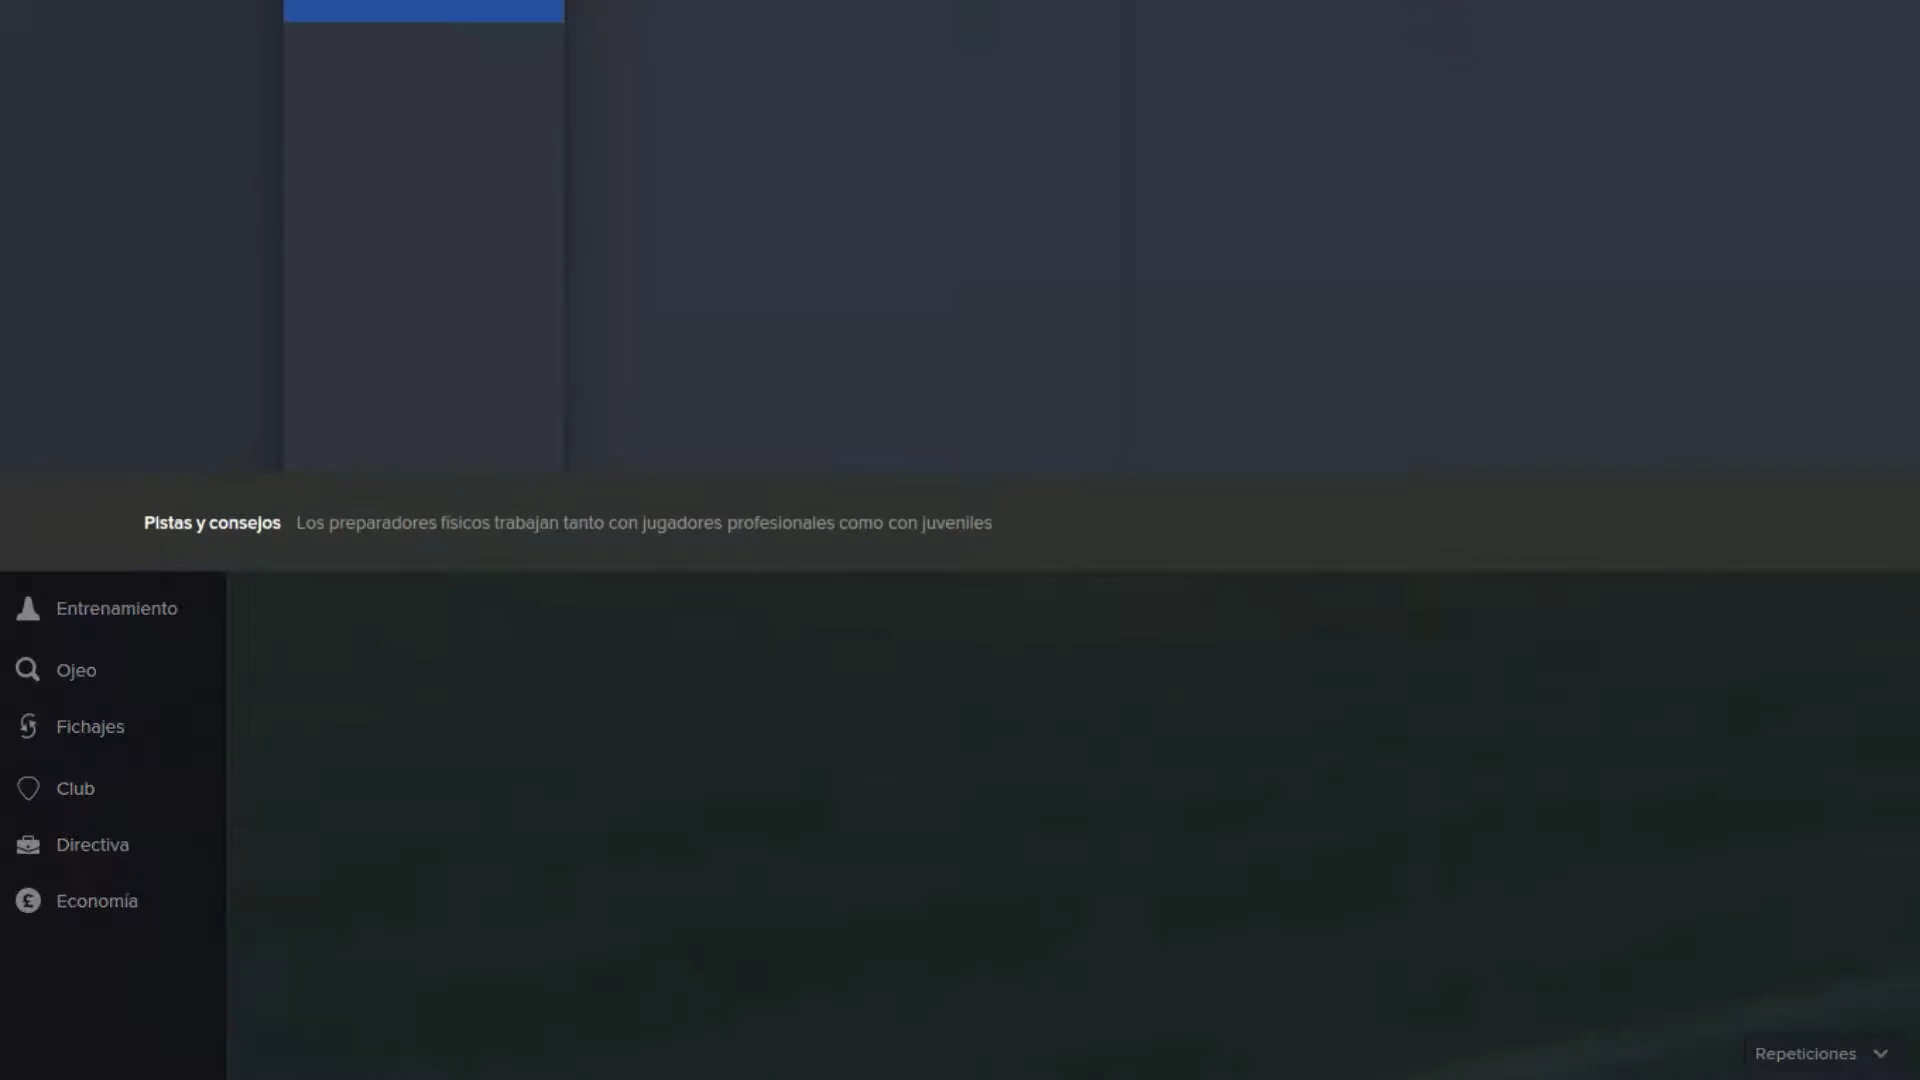 Pistas y consejos Los preparadores físicos trabajan tanto con jugadores profesionales como con juveniles
Entrenamiento
Ojeo
Fichajes
Club
Directiva
Economía
Repeticiones